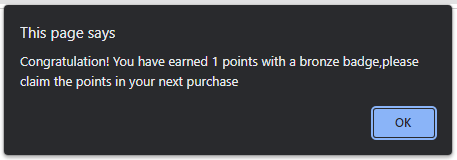 This page says
Congratulation! You have earned 1 points with a bronze badge,please
claim the points in your next purchase
OK